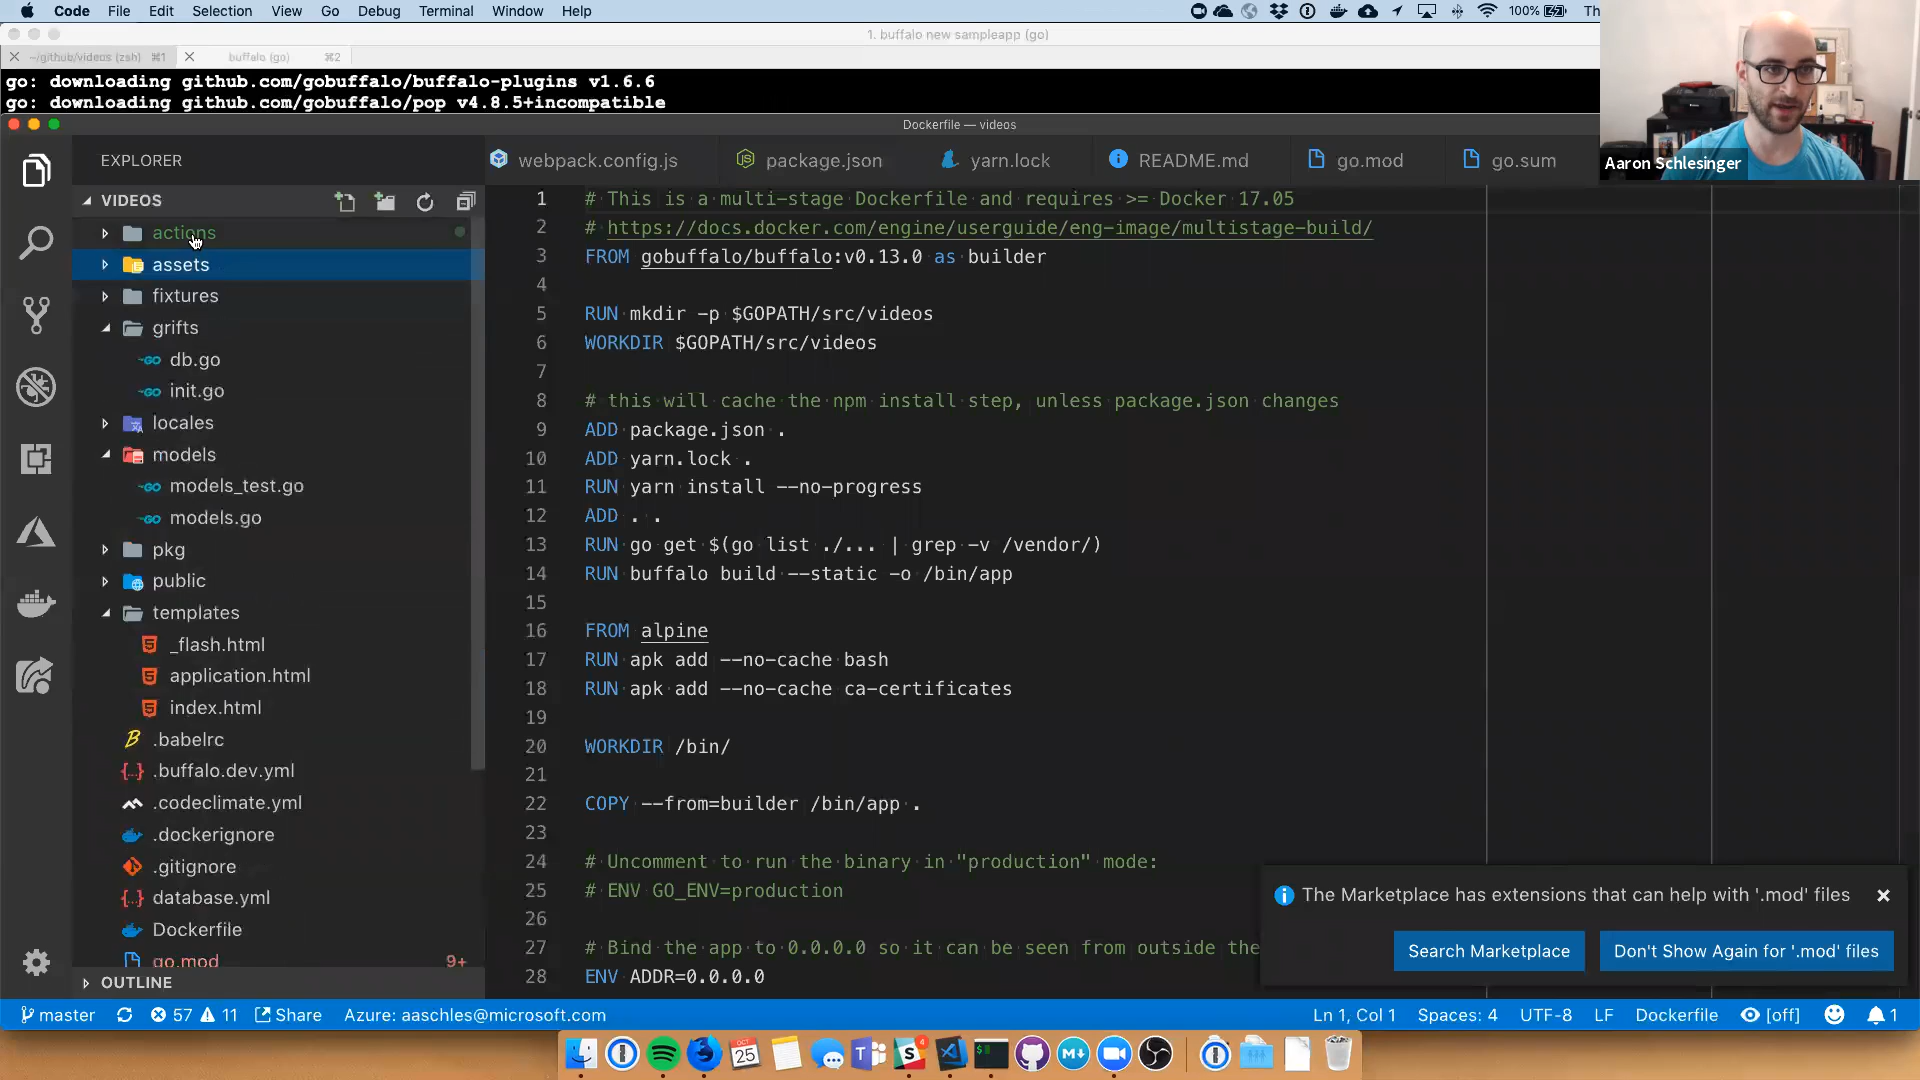 Code File Edit Selection View Go Debug Terminal Window Help 100% Th
1. buffalo new sampleapp (go)
~/github/videos (zsh) ⌘1 buffalo (go) ⌘2
go: downloading github.com/gobuffalo/buffalo-plugins v1.6.6
go: downloading github.com/gobuffalo/pop v4.8.5+incompatible
Dockerfile — videos
Aaron Schlesinger
EXPLORER
webpack.config.js package.json yarn.lock README.md go.mod go.sum
VIDEOS
actions
assets
fixtures
grifts
db.go
init.go
locales
models
models_test.go
models.go
pkg
public
templates
_flash.html
application.html
index.html
.babelrc
.buffalo.dev.yml
.codeclimate.yml
.dockerignore
.gitignore
database.yml
Dockerfile
go.mod 9+
OUTLINE
1 # This is a multi-stage Dockerfile and requires >= Docker 17.05
2 # https://docs.docker.com/engine/userguide/eng-image/multistage-build/
3 FROM gobuffalo/buffalo:v0.13.0 as builder
4
5 RUN mkdir -p $GOPATH/src/videos
6 WORKDIR $GOPATH/src/videos
7
8 # this will cache the npm install step, unless package.json changes
9 ADD package.json .
10 ADD yarn.lock .
11 RUN yarn install --no-progress
12 ADD . .
13 RUN go get $(go list ./... | grep -v /vendor/)
14 RUN buffalo build --static -o /bin/app
15
16 FROM alpine
17 RUN apk add --no-cache bash
18 RUN apk add --no-cache ca-certificates
19
20 WORKDIR /bin/
21
22 COPY --from=builder /bin/app .
23
24 # Uncomment to run the binary in "production" mode:
25 # ENV GO_ENV=production
26
27 # Bind the app to 0.0.0.0 so it can be seen from outside the
28 ENV ADDR=0.0.0.0
The Marketplace has extensions that can help with '.mod' files
Search Marketplace Don't Show Again for '.mod' files
master 57 11 Share Azure: aaschles@microsoft.com Ln 1, Col 1 Spaces: 4 UTF-8 LF Dockerfile [off] 1
OCT
25
4